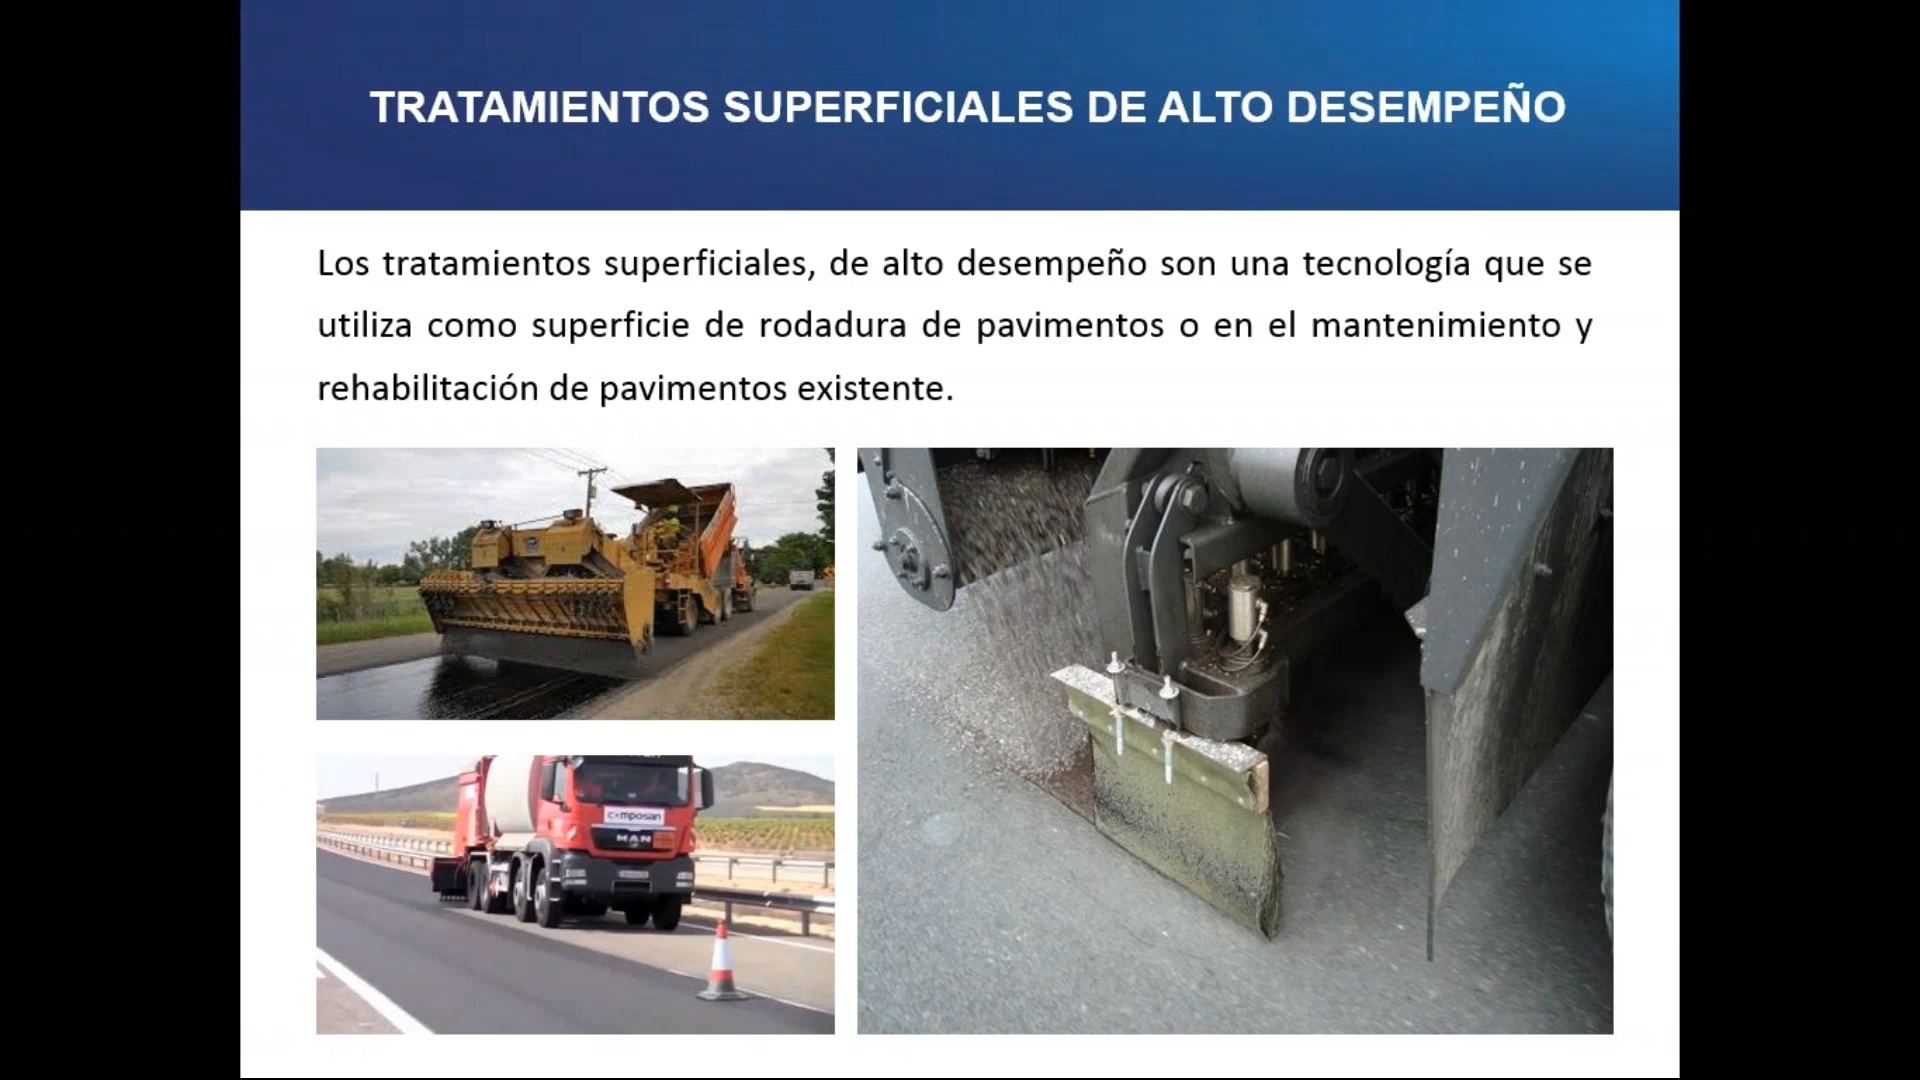 TRATAMIENTOS SUPERFICIALES DE ALTO DESEMPEÑO
Los tratamientos superficiales, de alto desempeño son una tecnología que se
utiliza como superficie de rodadura de pavimentos o en el mantenimiento y
rehabilitación de pavimentos existente.
composan
MAN